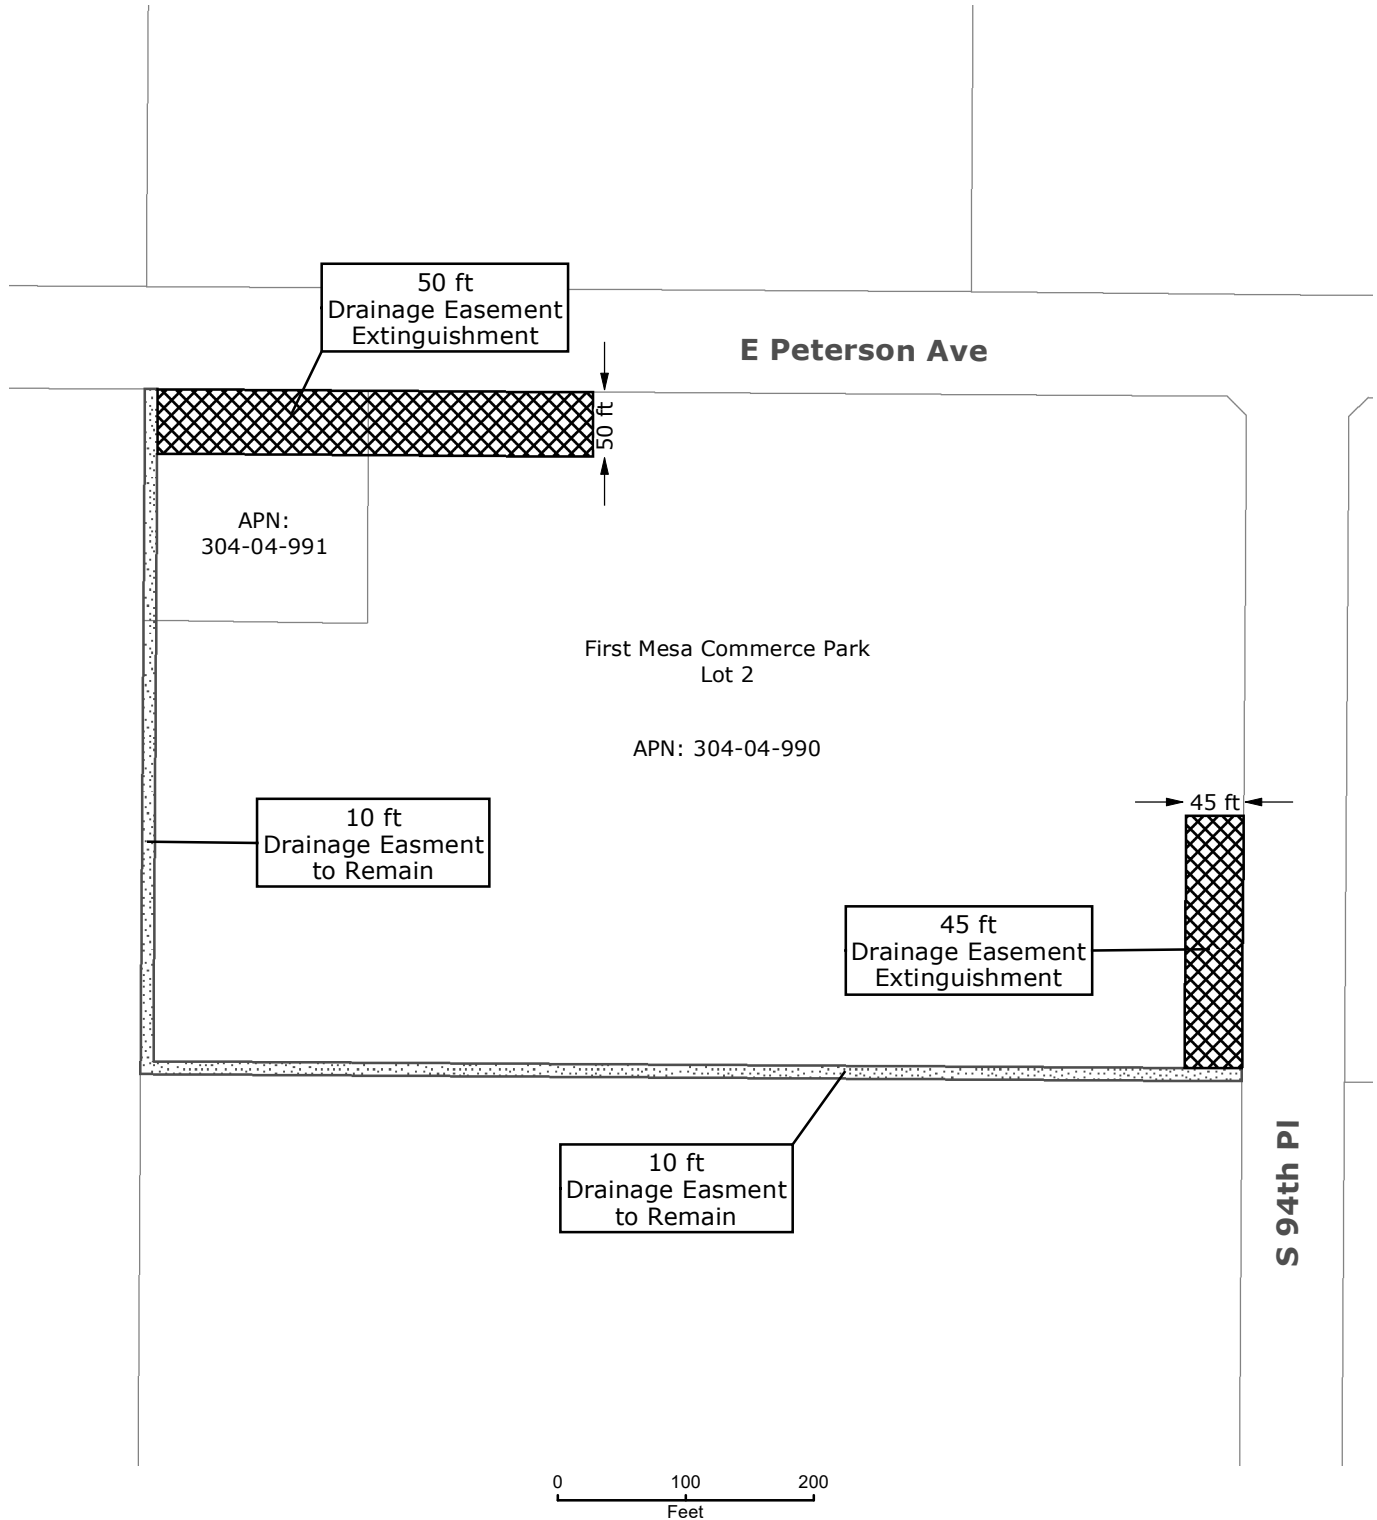 50 ft
Drainage Easement
Extinguishment
E Peterson Ave
50 ft
APN:
304-04-991
First Mesa Commerce Park
Lot 2
APN: 304-04-990
45 ft
10 ft
Drainage Easment
to Remain
45 ft
Drainage Easement
Extinguishment
10 ft
Drainage Easment
to Remain
S 94th Pl
0 100 200
Feet